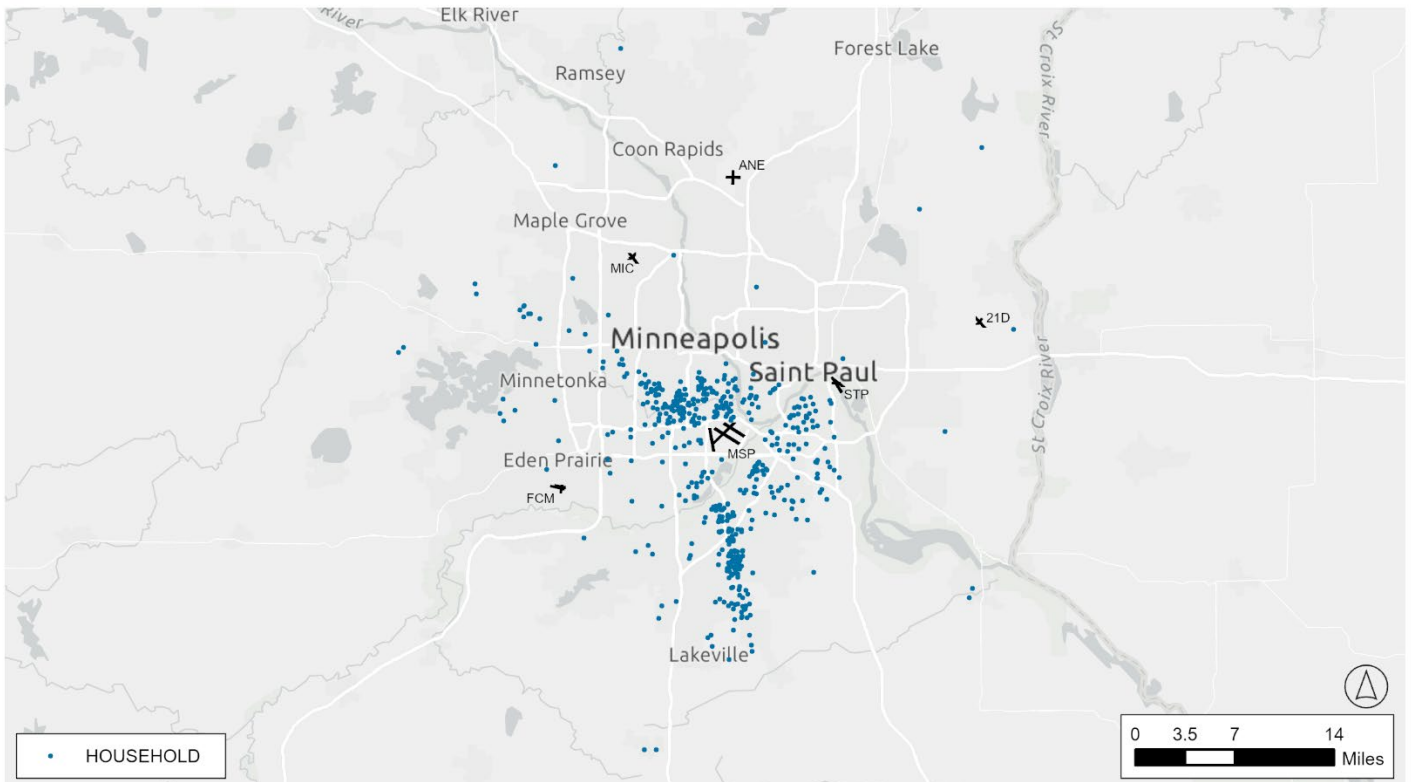 Elk River
River
Forest Lake
St
Croix River
Ramsey
Coon Rapids
ANE
Maple Grove
MIC
21D
Minneapolis
Saint Paul
Minnetonka
STP
St Croix River
MSP
Eden Prairie
FCM
Lakeville
HOUSEHOLD
0 3.5 7 14
Miles